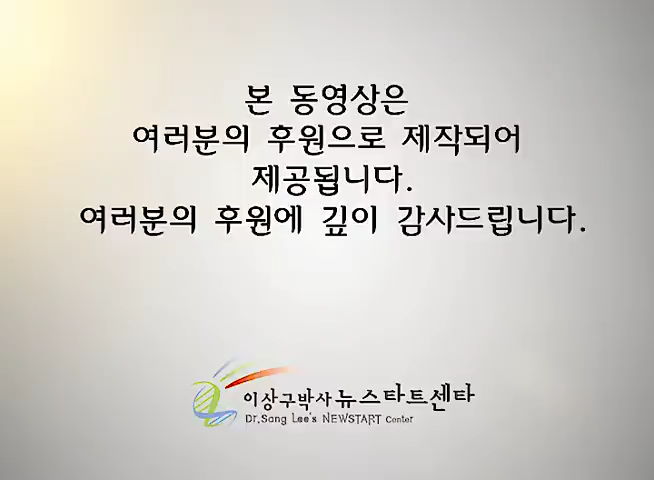 본 동영상은
여러분의 후원으로 제작되어
제공됩니다.
여러분의 후원에 깊이 감사드립니다.
이상구박사 뉴스타트센타
Dr.Sang Lee's NEWSTART Center